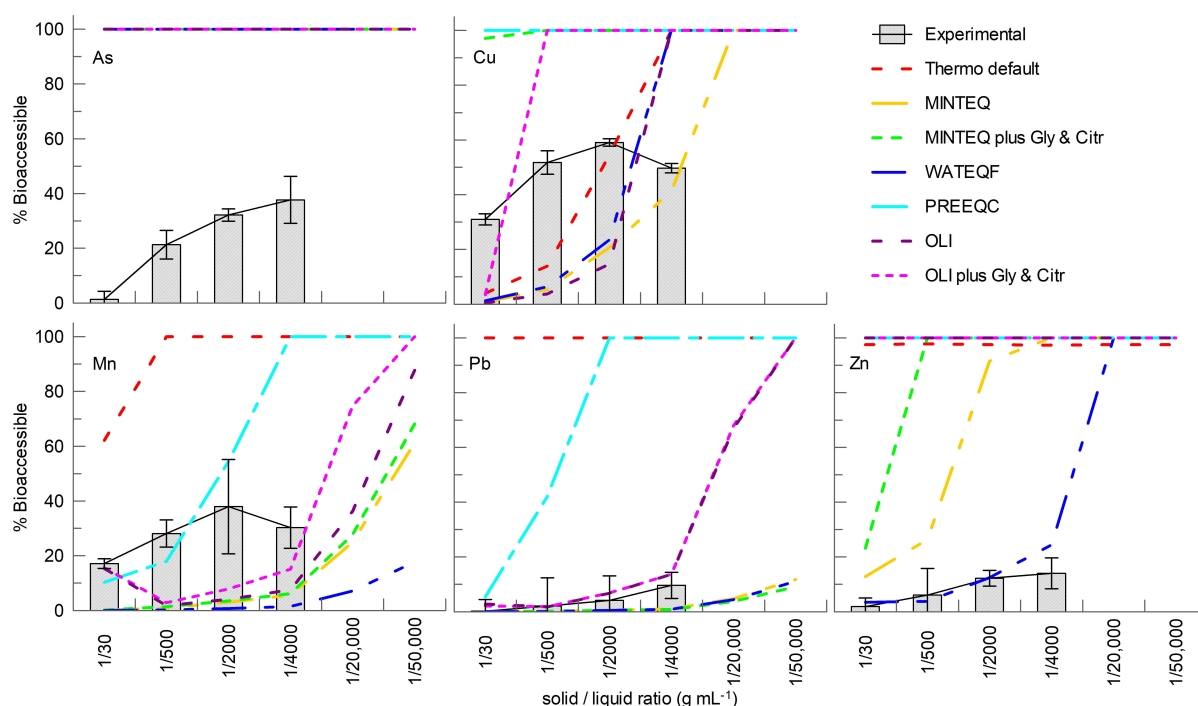 100
80
60
40
20
0
% Bioaccessible
As
Cu
Experimental
Thermo default
MINTEQ
MINTEQ plus Gly & Citr
WATEQF
PREEQC
OLI
OLI plus Gly & Citr
100
80
60
40
20
0
% Bioaccessible
Mn
Pb
Zn
1/30
1/500
1/2000
1/4000
1/20,000
1/50,000
1/30
1/500
1/2000
1/4000
1/20,000
1/50,000
1/30
1/500
1/2000
1/4000
1/20,000
1/50,000
solid / liquid ratio (g mL⁻¹)